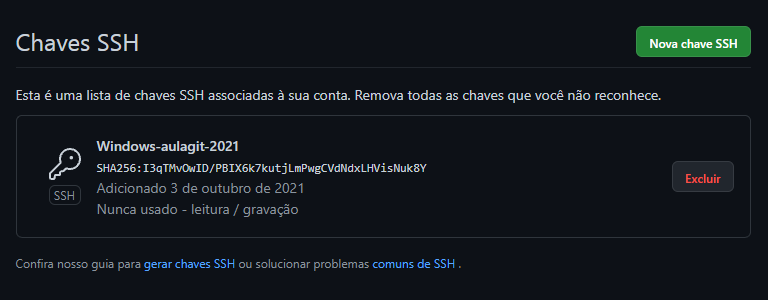 Chaves SSH
Nova chave SSH
Esta é uma lista de chaves SSH associadas à sua conta. Remova todas as chaves que você não reconhece.
Windows-aulagit-2021
SHA256:I3qTMvOwID/PBIX6k7kutjLmPwgCVdNdxLHVisNuk8Y
Adicionado 3 de outubro de 2021
Nunca usado - leitura / gravação
SSH
Excluir
Confira nosso guia para gerar chaves SSH ou solucionar problemas comuns de SSH .